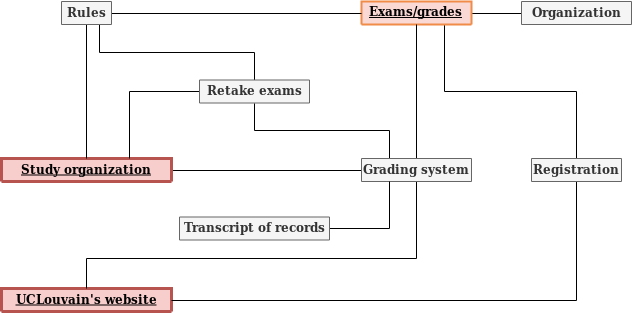 Rules
Exams/grades
Organization
Retake exams
Study organization
Grading system
Registration
Transcript of records
UCLouvain's website